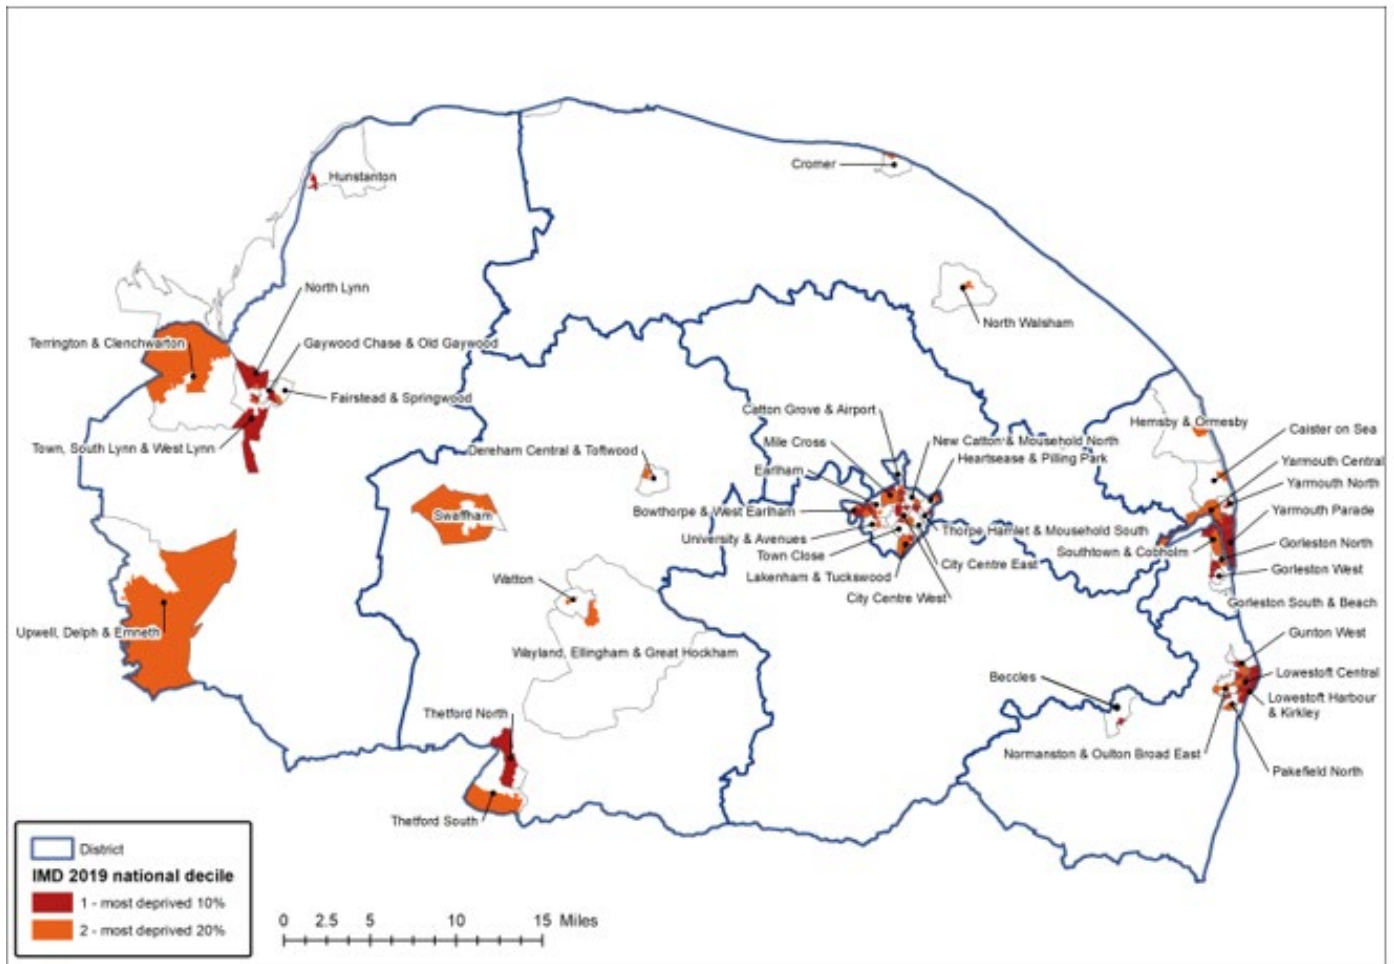 Hunstanton
Cromer
North Lynn
North Walsham
Terrington & Clenchwarton
Gaywood Chase & Old Gaywood
Fairstead & Springwood
Town, South Lynn & West Lynn
Catton Grove & Airport
Hemsby & Ormesby
Caister on Sea
Mile Cross
New Catton & Mousehold North
Dereham Central & Toftwood
Heartsease & Pilling Park
Yarmouth Central
Earlham
Yarmouth North
Swaffham
Bowthorpe & West Earlham
Yarmouth Parade
University & Avenues
Thorpe Hamlet & Mousehold South
Gorleston North
Town Close
Southtown & Cobholm
City Centre East
Gorleston West
Watton
Lakenham & Tuckswood
City Centre West
Gorleston South & Beach
Upwell, Delph & Emneth
Gunton West
Wayland, Ellingham & Great Hockham
Beccles
Lowestoft Central
Lowestoft Harbour
& Kirkley
Thetford North
Normanston & Oulton Broad East
Pakefield North
Thetford South
District
IMD 2019 national decile
1 - most deprived 10%
2 - most deprived 20%
0 2.5 5 10 15 Miles